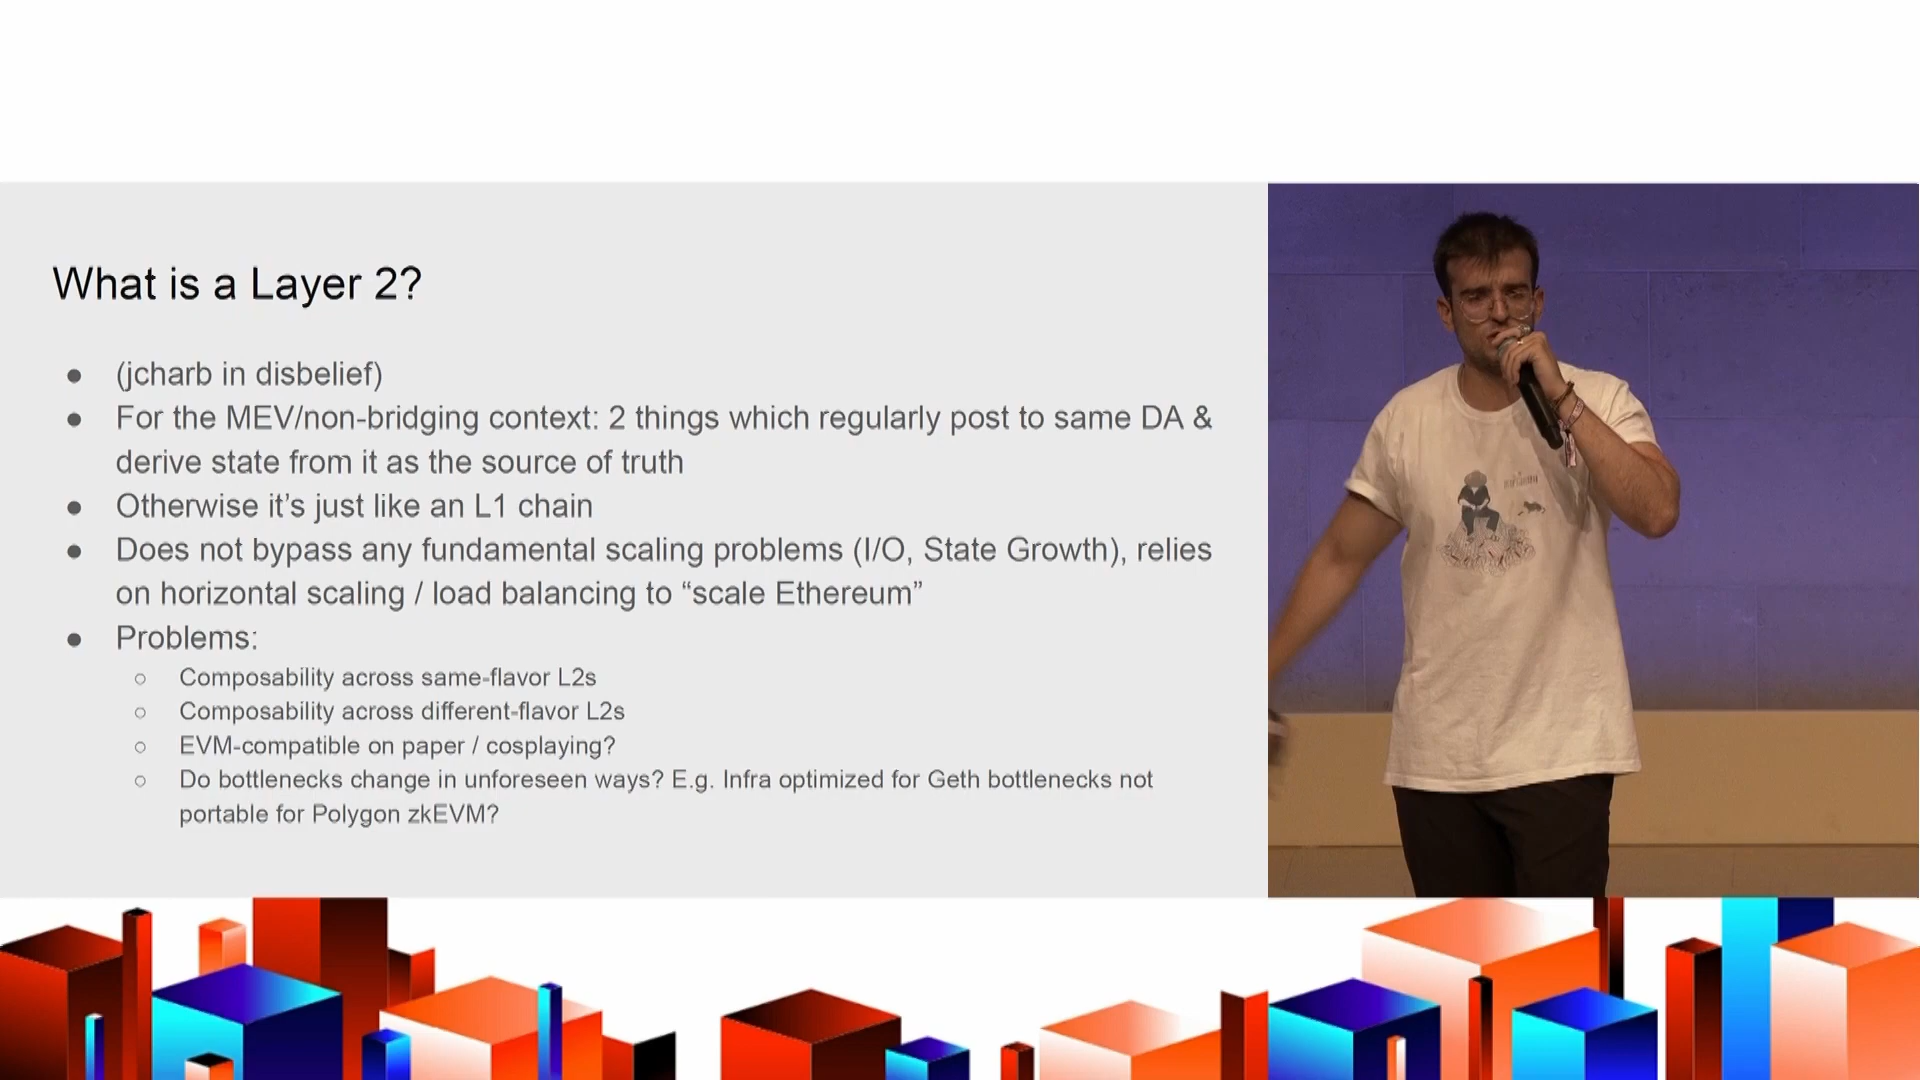 What is a Layer 2?
● (jcharb in disbelief)
● For the MEV/non-bridging context: 2 things which regularly post to same DA &
derive state from it as the source of truth
● Otherwise it’s just like an L1 chain
● Does not bypass any fundamental scaling problems (I/O, State Growth), relies
on horizontal scaling / load balancing to “scale Ethereum”
● Problems:
○ Composability across same-flavor L2s
○ Composability across different-flavor L2s
○ EVM-compatible on paper / cosplaying?
○ Do bottlenecks change in unforeseen ways? E.g. Infra optimized for Geth bottlenecks not
portable for Polygon zkEVM?